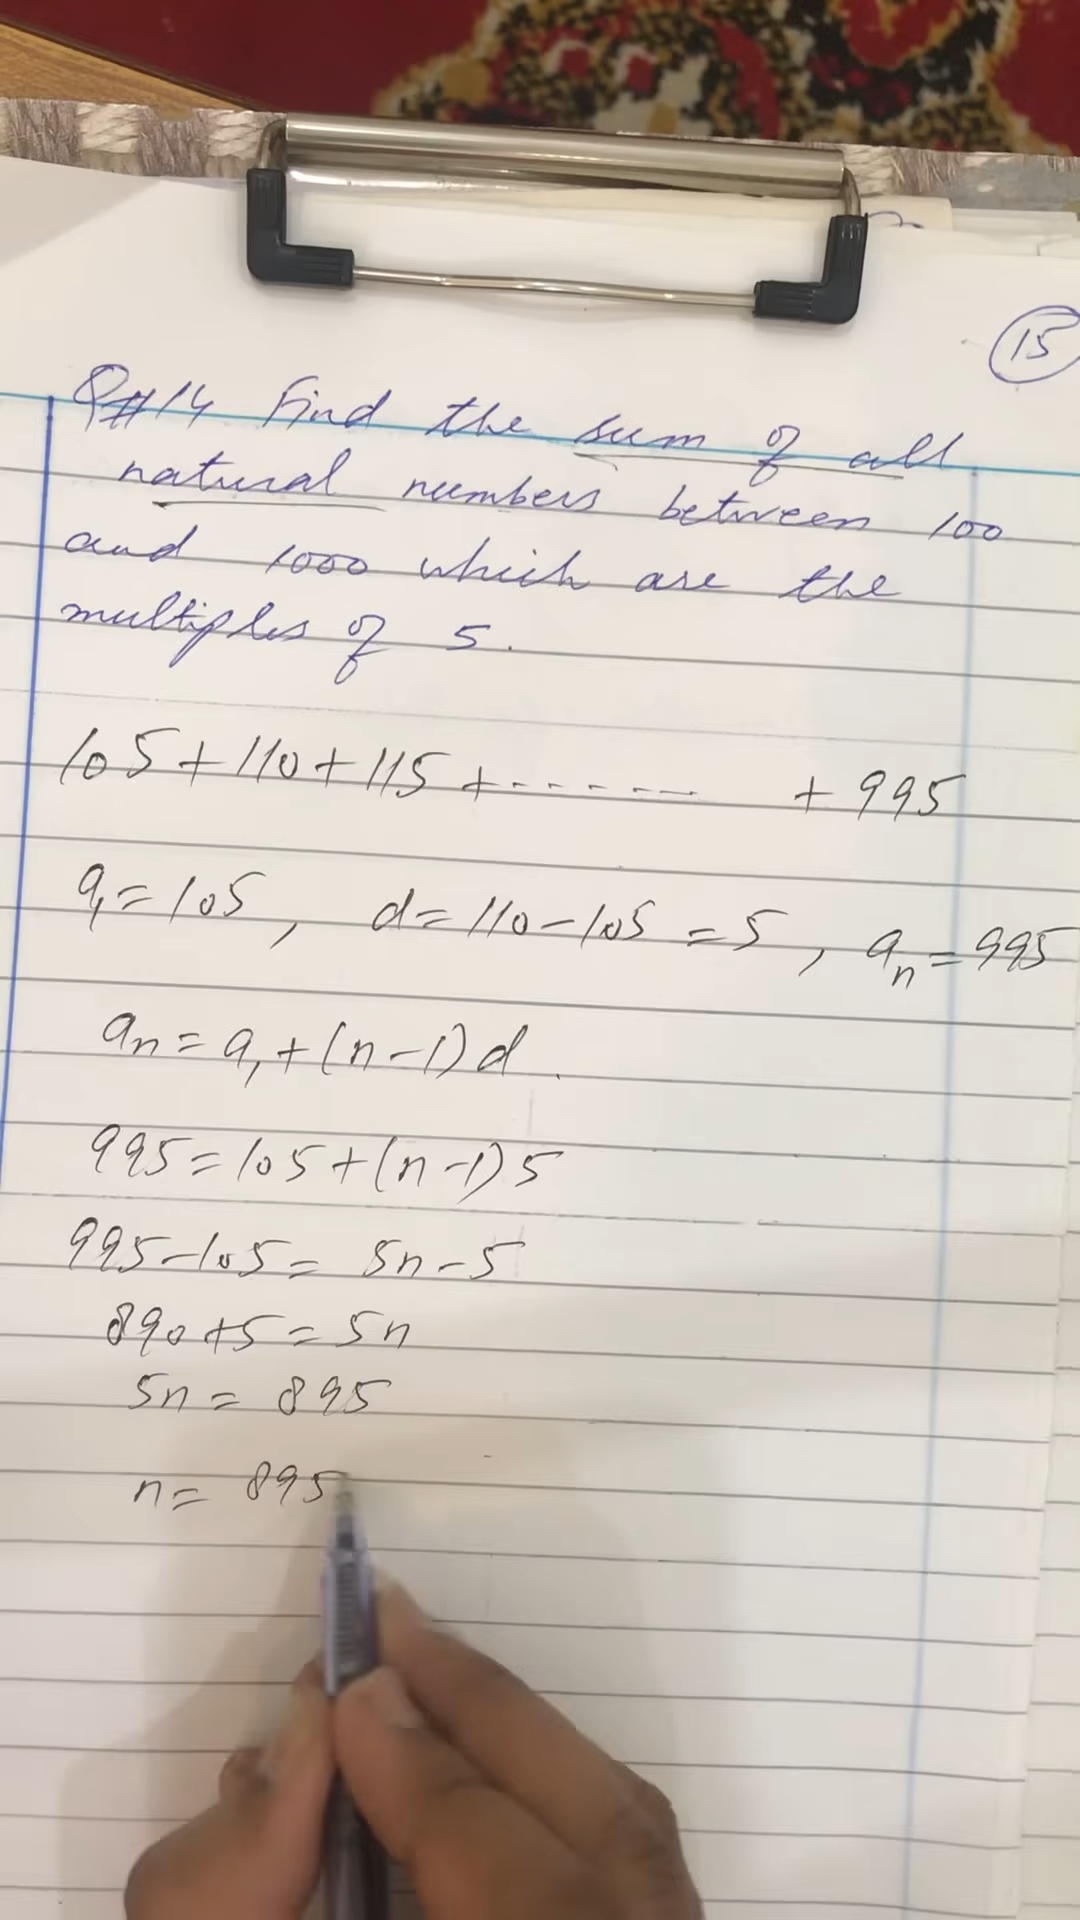 15
Q#14 Find the sum of all
natural numbers between 100
and 1000 which are the
multiples of 5.
105+110+115+------ +995
a₁=105, d=110-105=5, aₙ=995
aₙ=a₁+(n-1)d.
995=105+(n-1)5
995-105=5n-5
890+5=5n
5n=895
n=895